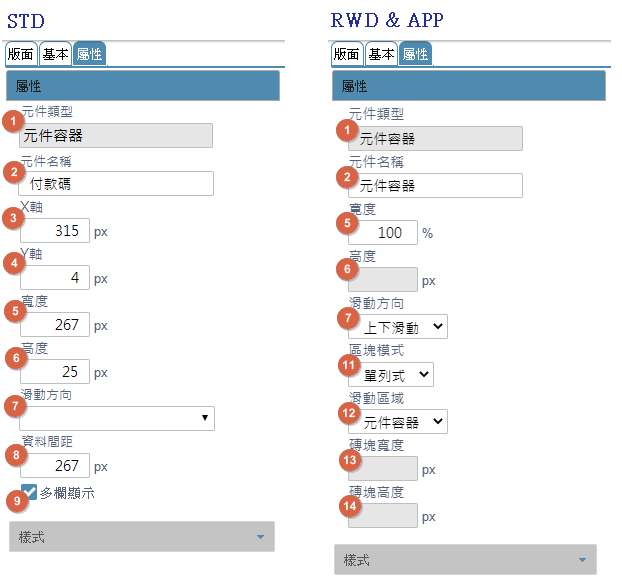 STD
版面 基本 屬性
屬性
元件類型
1 元件容器
元件名稱
2 付款碼
X軸
3 315 px
Y軸
4 4 px
寬度
5 267 px
高度
6 25 px
滑動方向
7
資料間距
8 267 px
9 多欄顯示
樣式
RWD & APP
版面 基本 屬性
屬性
元件類型
1 元件容器
元件名稱
2 元件容器
寬度
5 100 %
高度
6 px
滑動方向
7 上下滑動
區塊模式
11 單列式
滑動區域
12 元件容器
磚塊寬度
13 px
磚塊高度
14 px
樣式